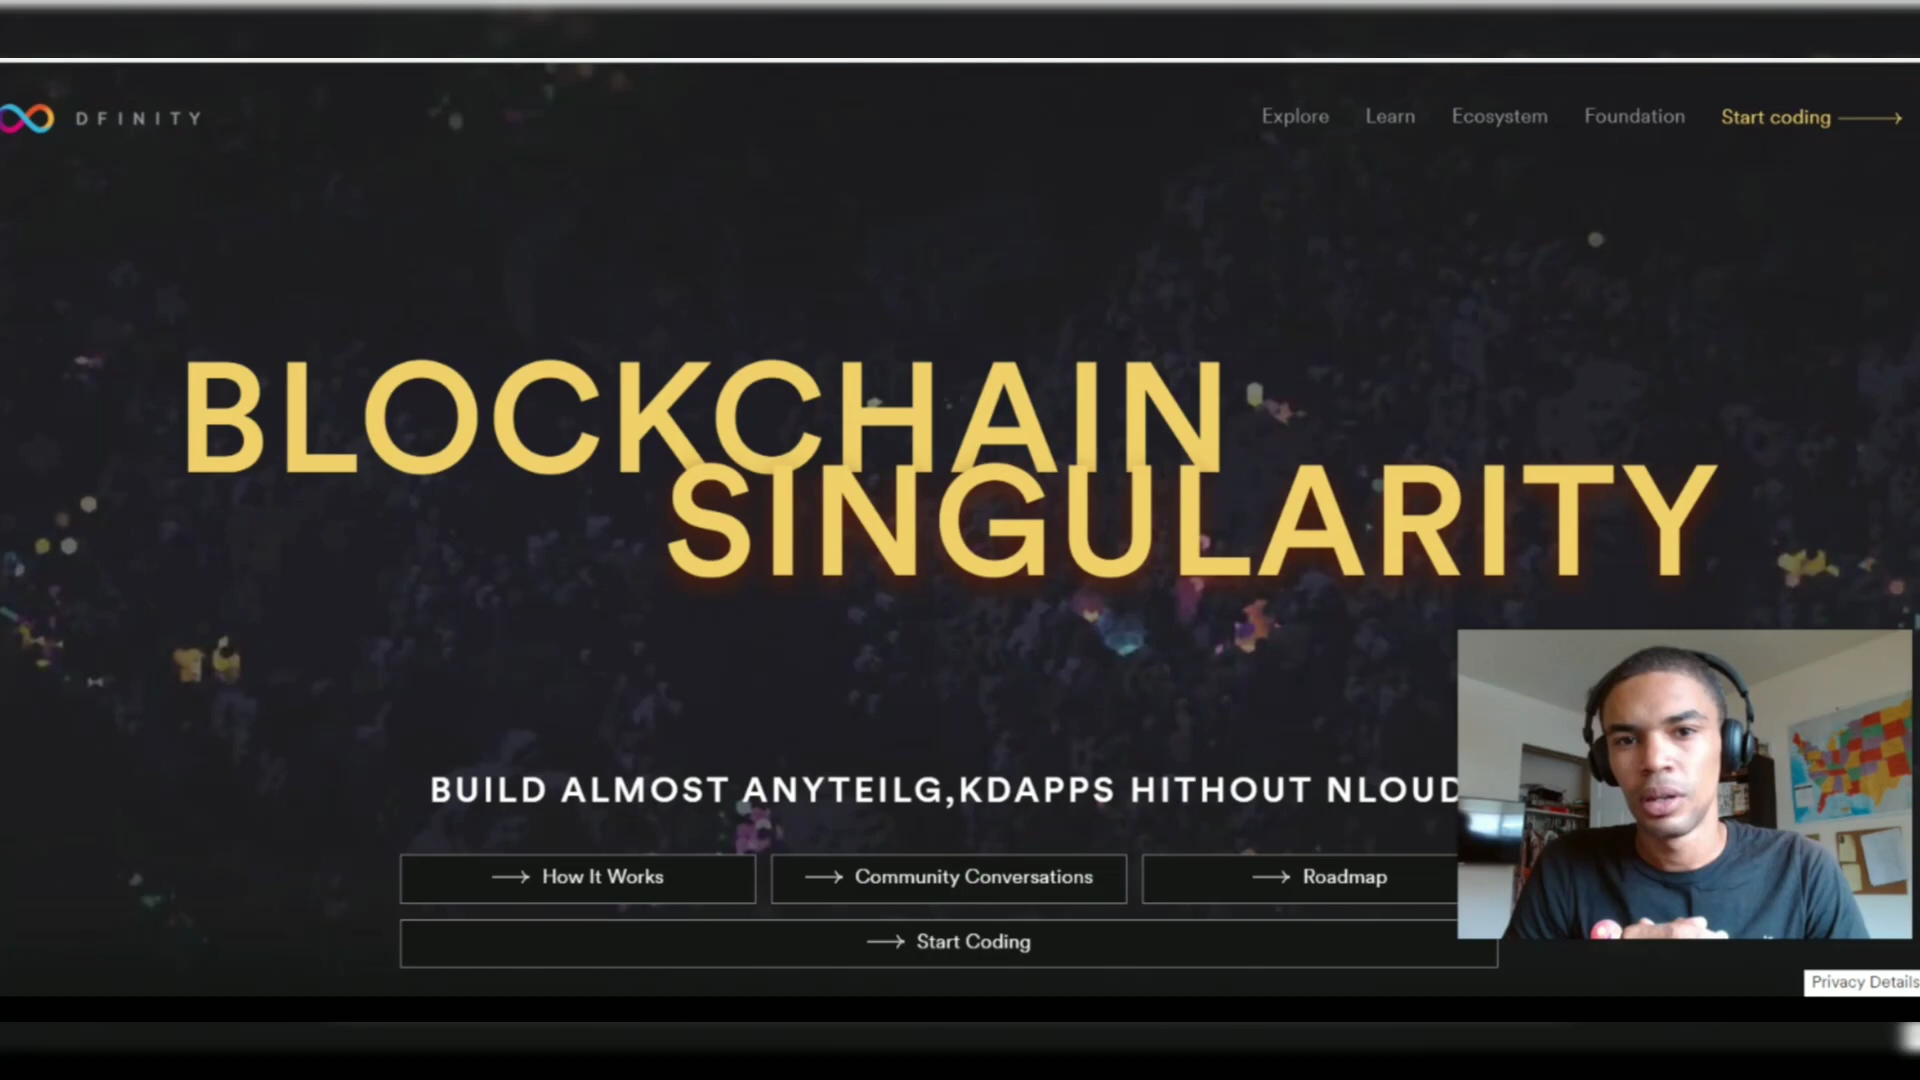 DFINITY
Explore Learn Ecosystem Foundation Start coding
BLOCKCHAIN
SINGULARITY
BUILD ALMOST ANYTEILG,KDAPPS HITHOUT NLOUD
How It Works Community Conversations Roadmap
Start Coding
Privacy Details